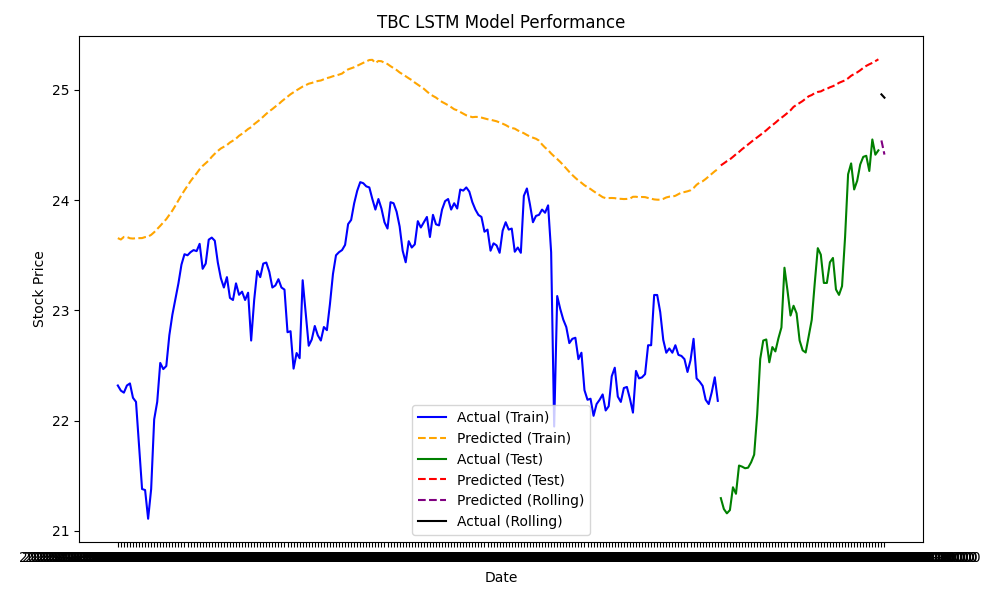 TBC LSTM Model Performance
Stock Price
25
24
23
22
21
Actual (Train)
Predicted (Train)
Actual (Test)
Predicted (Test)
Predicted (Rolling)
Actual (Rolling)
Date